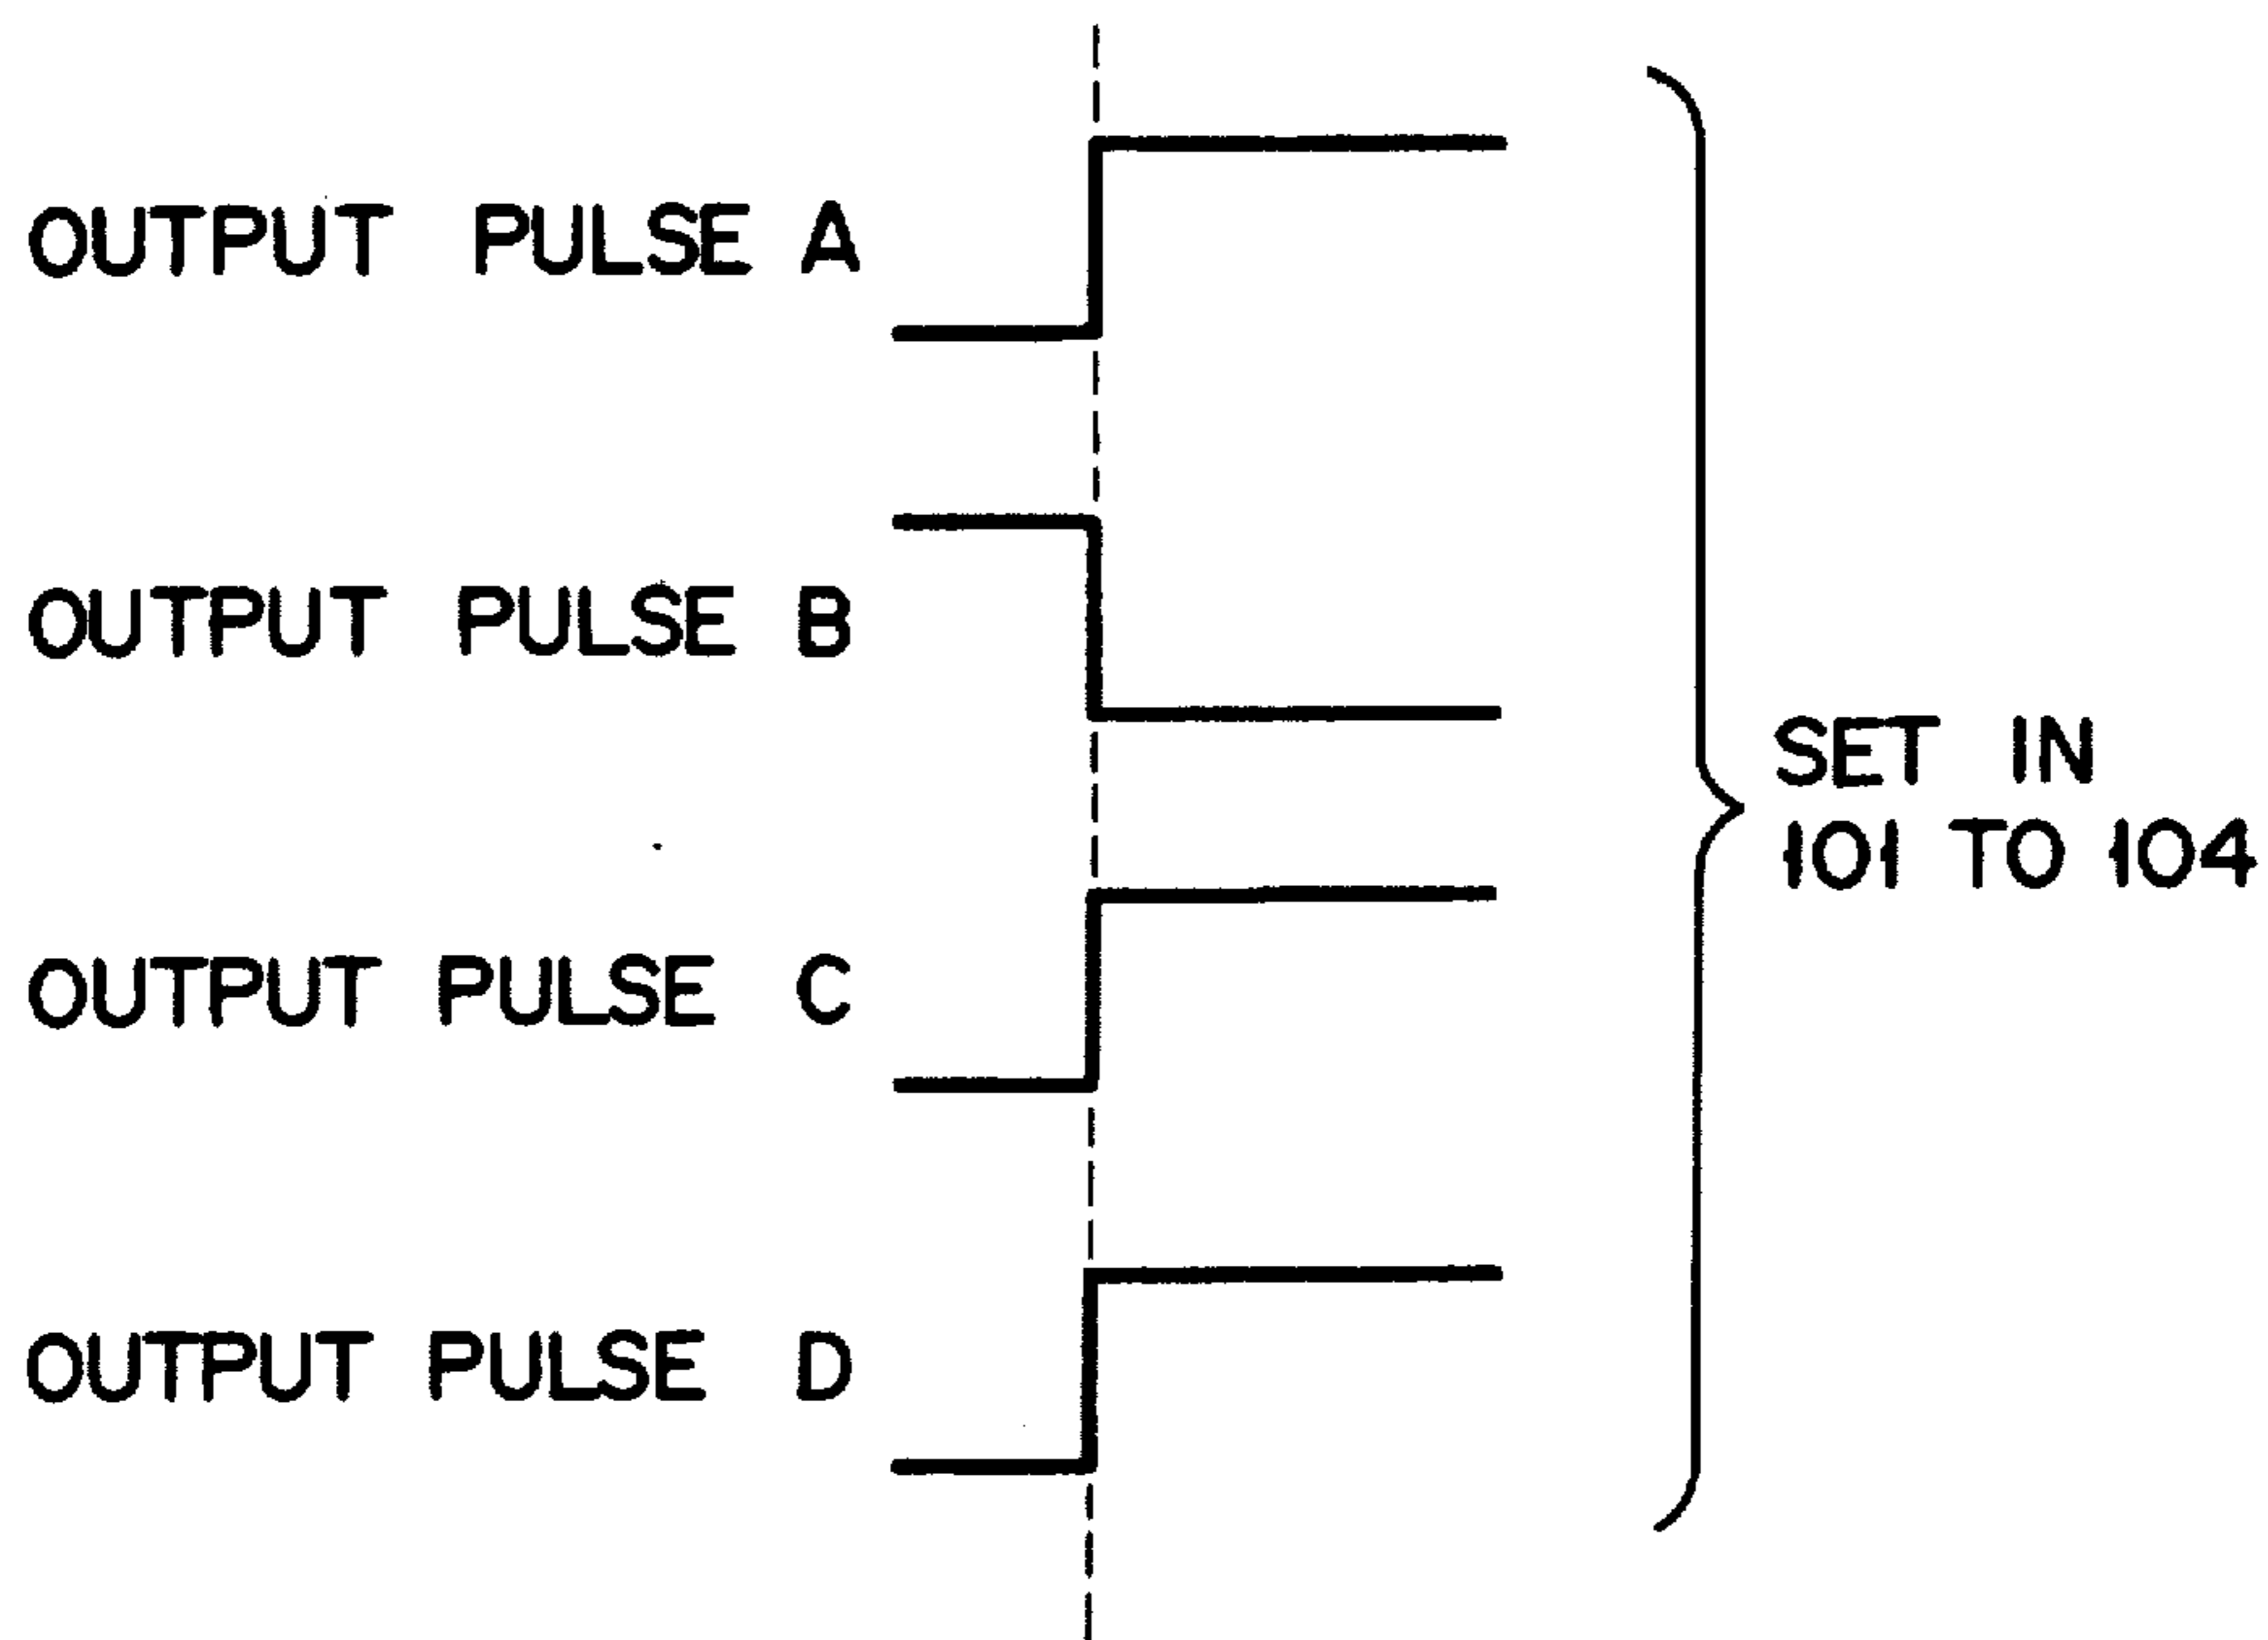 OUTPUT PULSE A
OUTPUT PULSE B
SET IN
101 TO 104
OUTPUT PULSE C
OUTPUT PULSE D